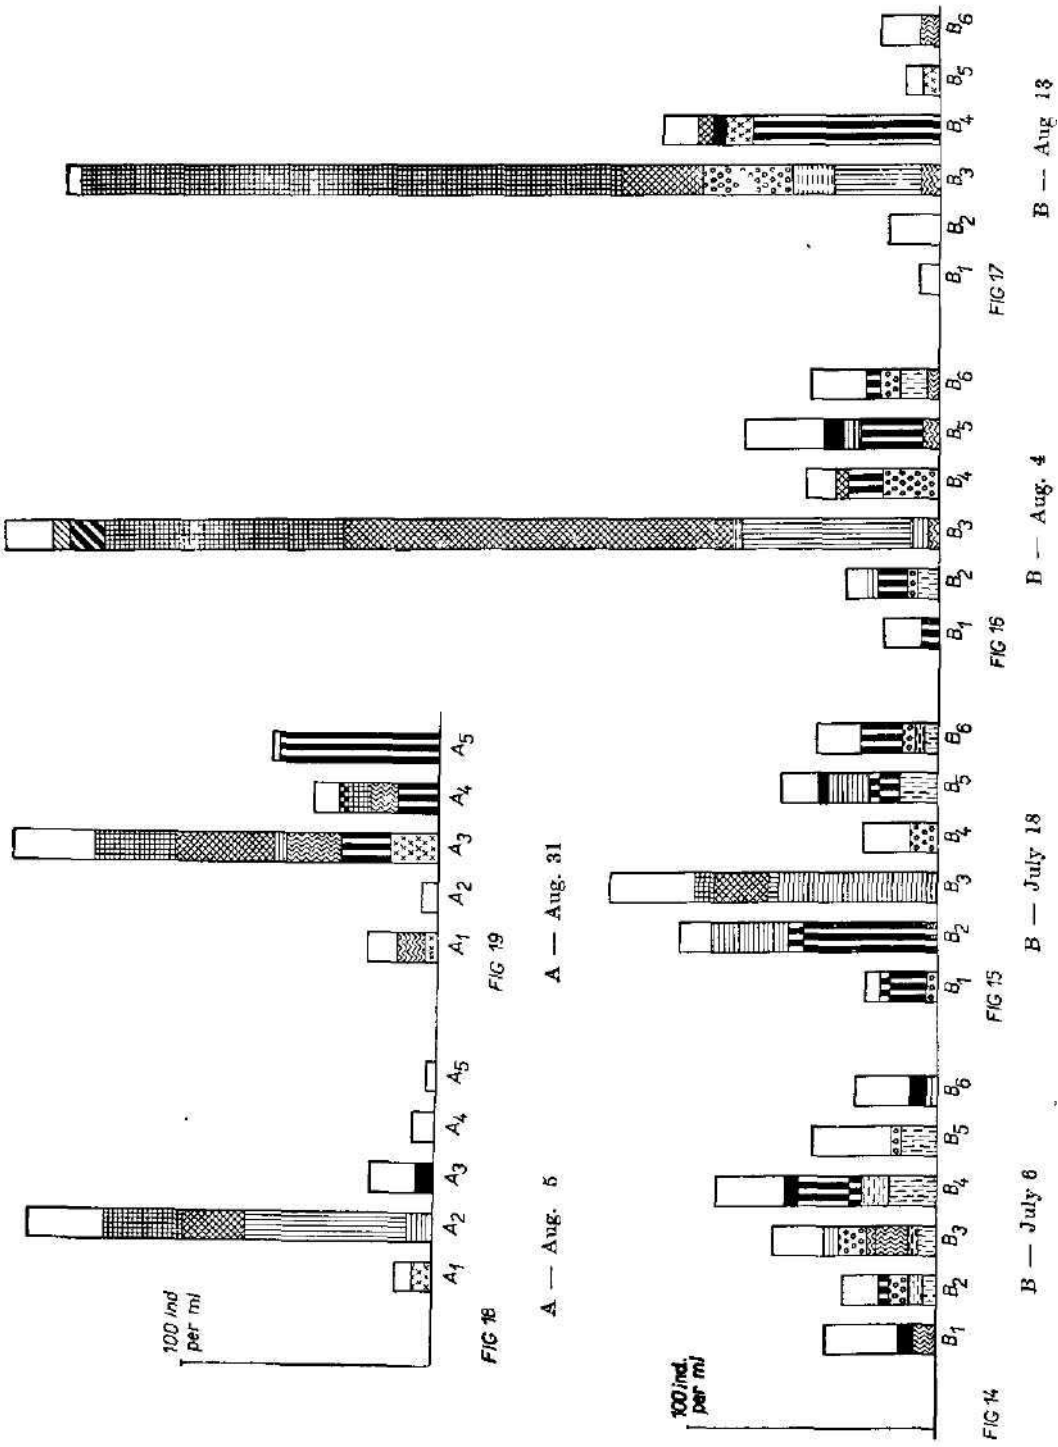 100 ind
per ml
A1
A2
A3
A4
A5
FIG 18
A — Aug. 5
A1
A2
A3
A4
A5
FIG 19
A — Aug. 31
100 ind.
per ml
B1
B2
B3
B4
B5
B6
FIG 14
B — July 6
B1
B2
B3
B4
B5
B6
FIG 15
B — July 18
B1
B2
B3
B4
B5
B6
FIG 16
B — Aug. 4
B1
B2
B3
B4
B5
B6
FIG 17
B — Aug 13